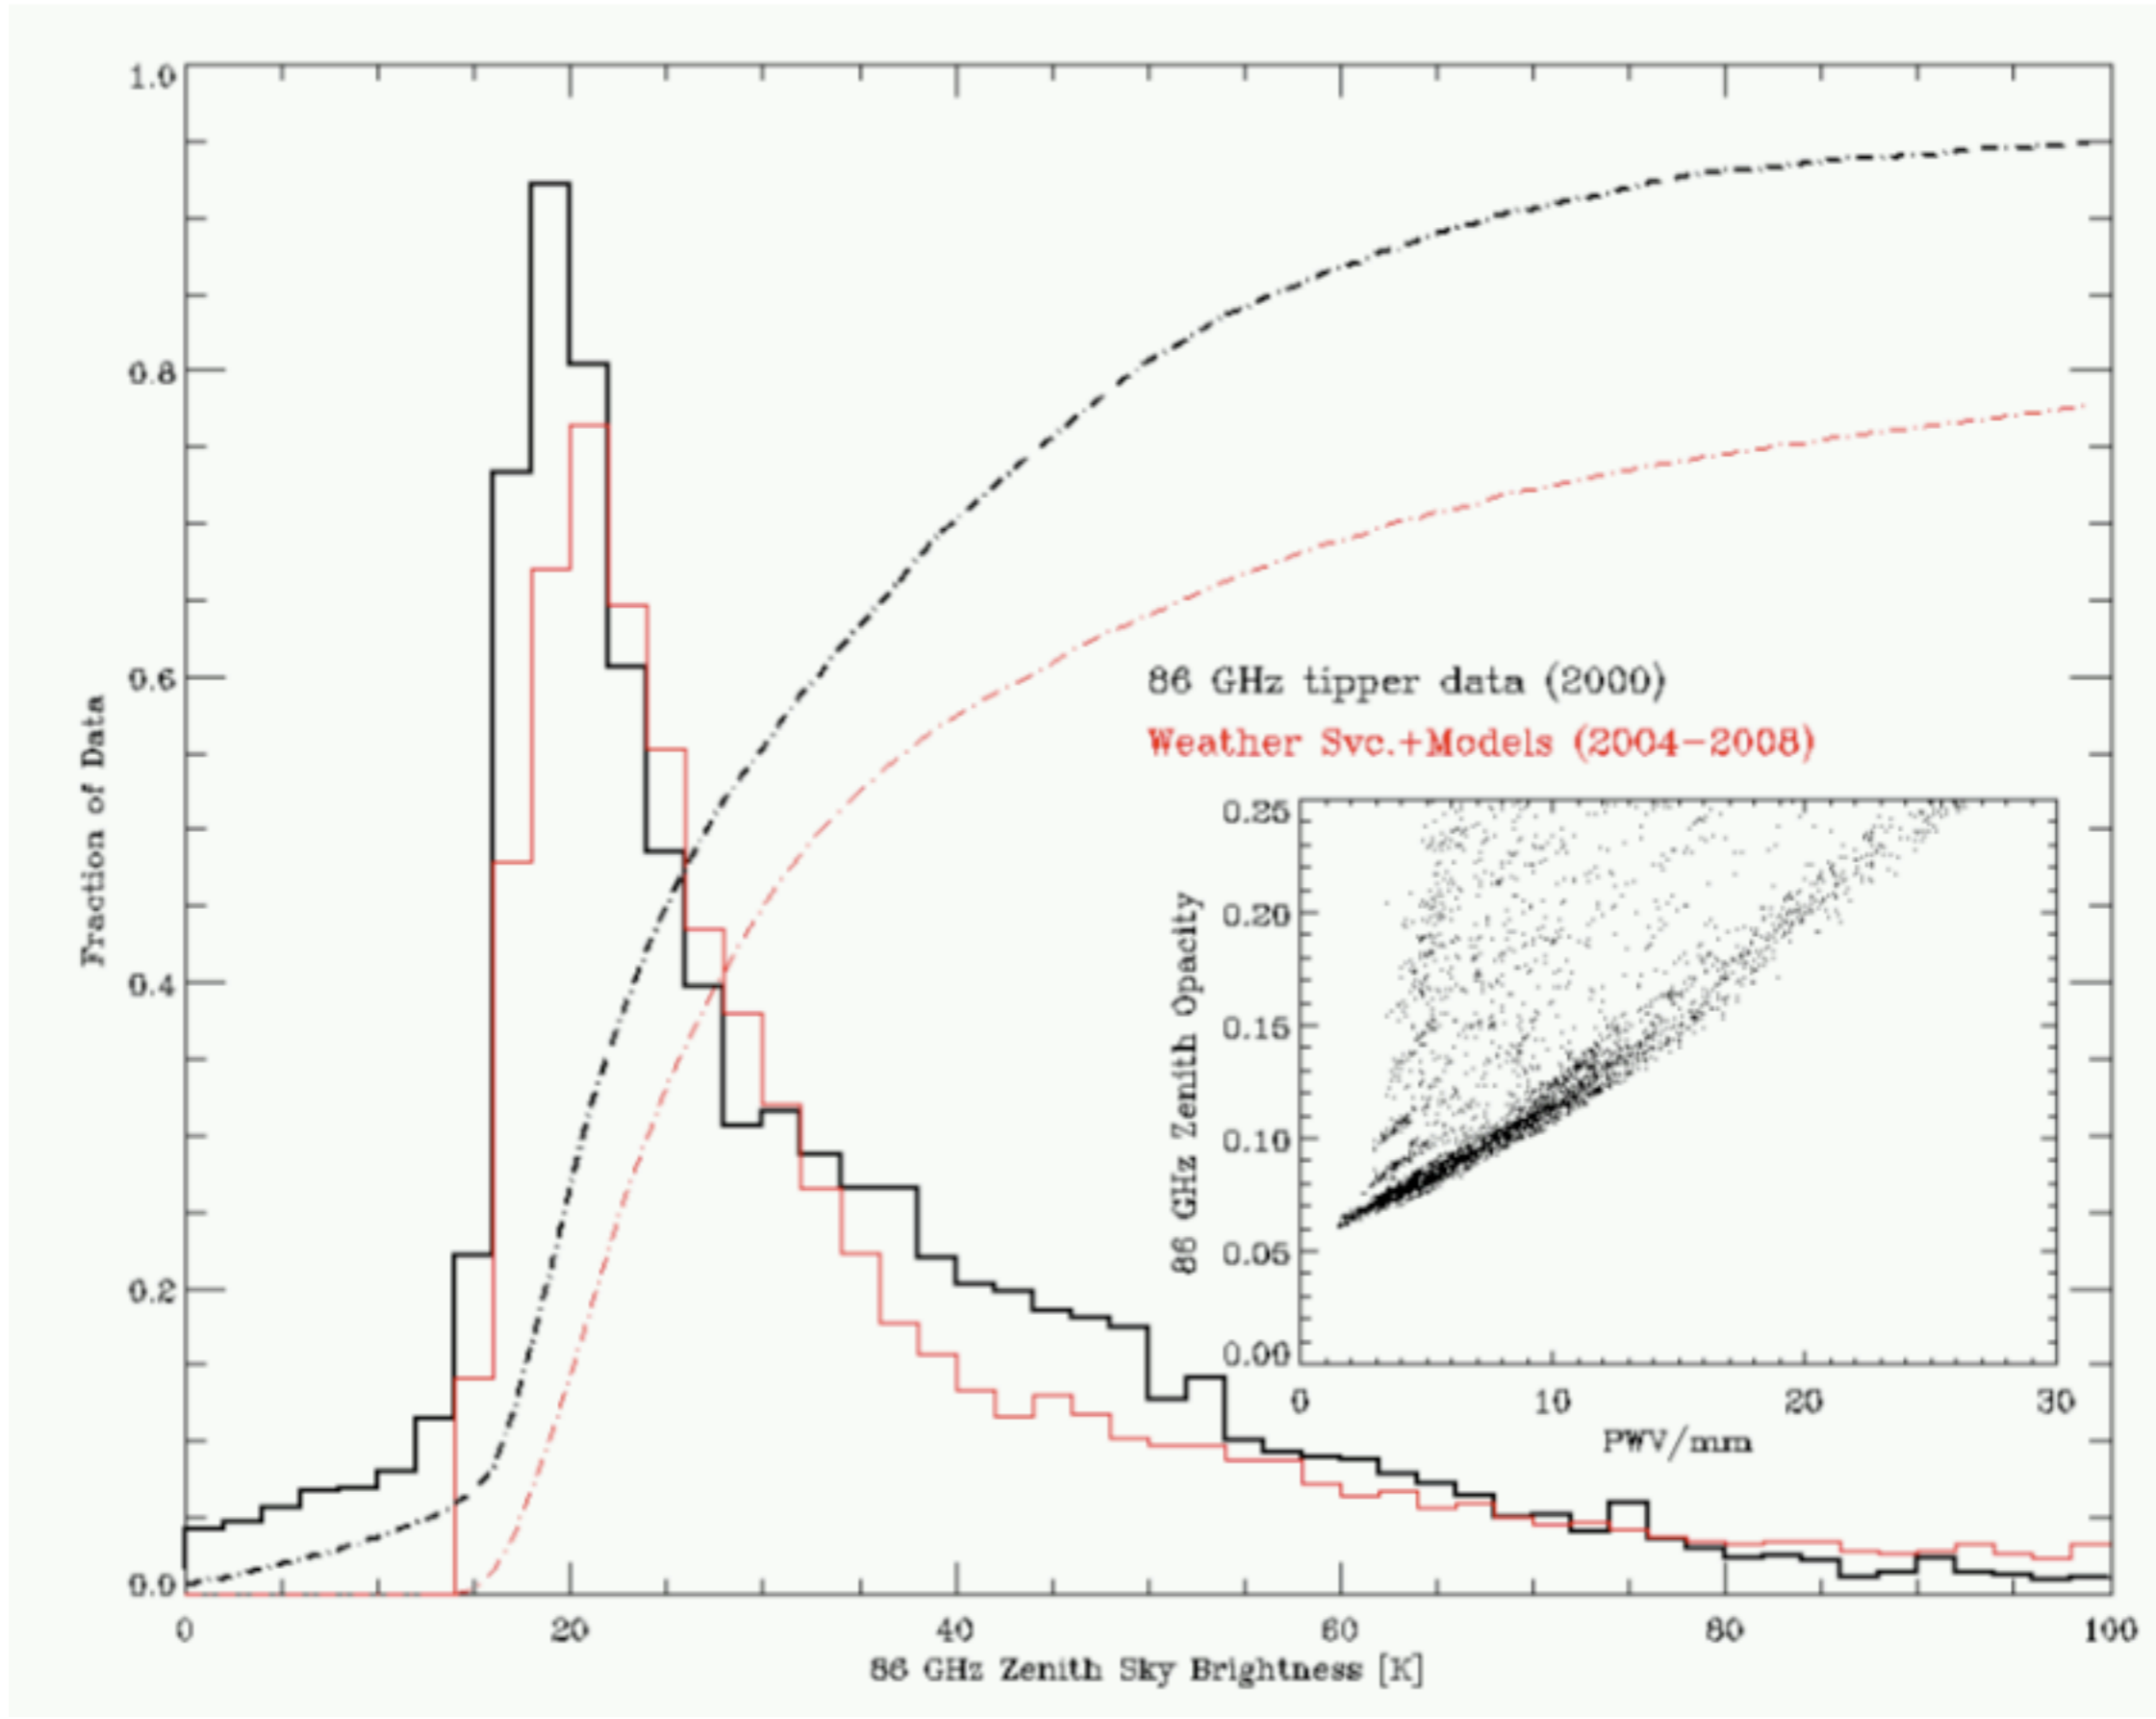 1.0
0.8
0.6
0.4
0.2
0.0
Fraction of Data
0 20 40 60 80 100
86 GHz Zenith Sky Brightness [K]
86 GHz tipper data (2000)
Weather Svc.+Models (2004-2008)
0.25
0.20
0.15
0.10
0.05
0.00
86 GHz Zenith Opacity
0 10 20 30
PWV/mm